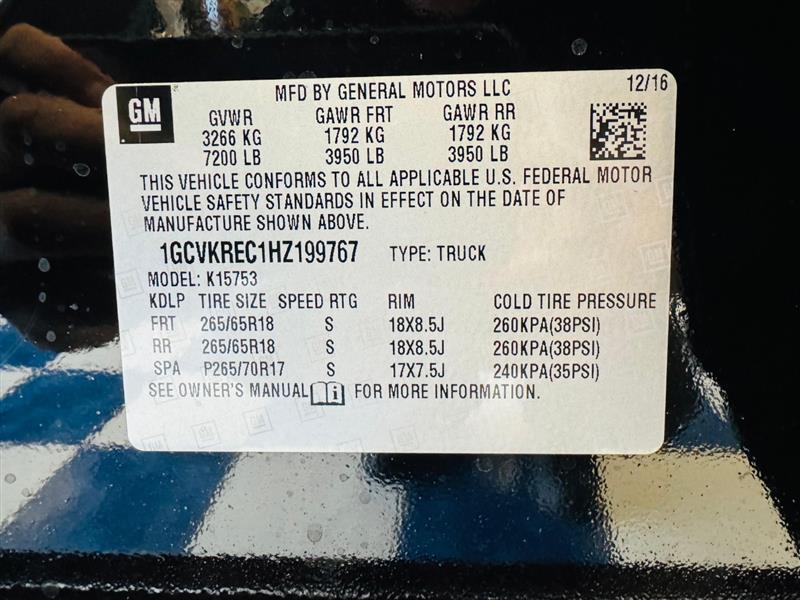 MFD BY GENERAL MOTORS LLC 12/16
GM
GVWR GAWR FRT GAWR RR
3266 KG 1792 KG 1792 KG
7200 LB 3950 LB 3950 LB
THIS VEHICLE CONFORMS TO ALL APPLICABLE U.S. FEDERAL MOTOR
VEHICLE SAFETY STANDARDS IN EFFECT ON THE DATE OF
MANUFACTURE SHOWN ABOVE.
1GCVKREC1HZ199767 TYPE: TRUCK
MODEL: K15753
KDLP TIRE SIZE SPEED RTG RIM COLD TIRE PRESSURE
FRT 265/65R18 S 18X8.5J 260KPA(38PSI)
RR 265/65R18 S 18X8.5J 260KPA(38PSI)
SPA P265/70R17 S 17X7.5J 240KPA(35PSI)
SEE OWNER'S MANUAL i FOR MORE INFORMATION.